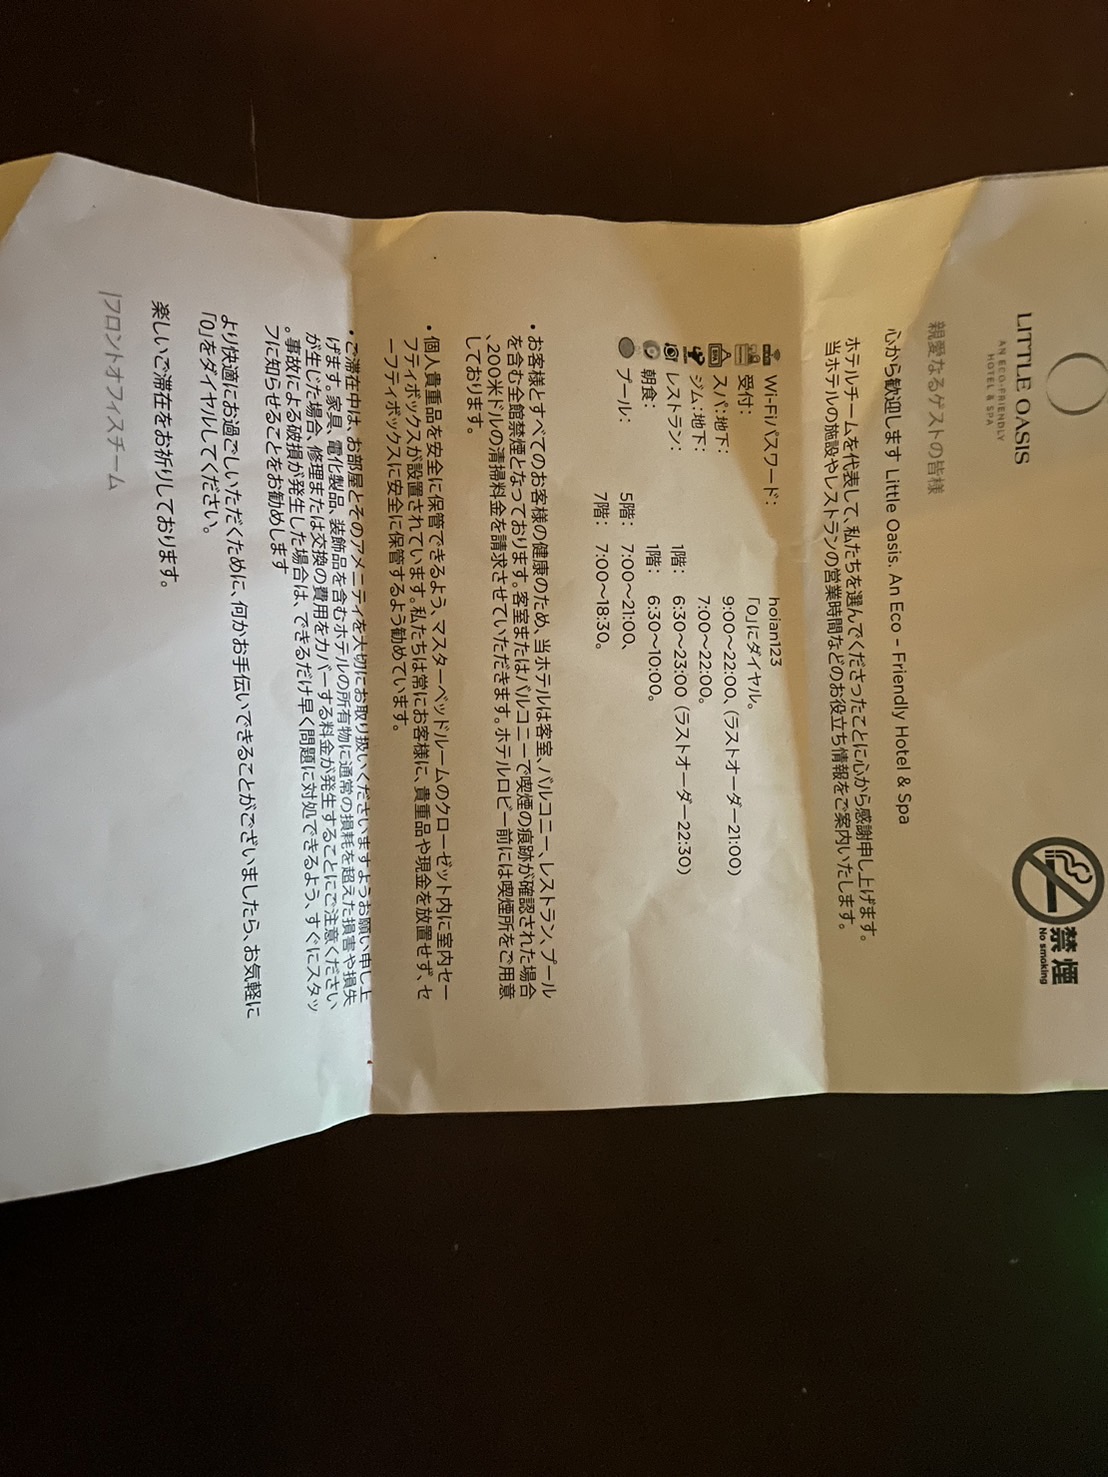 LITTLE OASIS
AN ECO-FRIENDLY
HOTEL & SPA
禁煙
No smoking
親愛なるゲストの皆様
心から歓迎します Little Oasis. An Eco - Friendly Hotel & Spa
ホテルチームを代表して、私たちを選んでくださったことに心から感謝申し上げます。
当ホテルの施設やレストランの営業時間などのお役立ち情報をご案内いたします。
Wi-Fiパスワード: hoian123
受付: 「0」にダイヤル。
スパ:地下: 9:00~22:00、(ラストオーダー21:00)
ジム:地下: 7:00~22:00。
レストラン: 1階: 6:30~23:00 (ラストオーダー22:30)
朝食: 1階: 6:30~10:00。
プール: 5階: 7:00~21:00、
7階: 7:00~18:30。
• お客様とすべてのお客様の健康のため、当ホテルは客室、バルコニー、レストラン、プール
を含む全館禁煙となっております。客室またはバルコニーで喫煙の痕跡が確認された場合
、200米ドルの清掃料金を請求させていただきます。ホテルロビー前には喫煙所をご用意
しております。
• 個人貴重品を安全に保管できるよう、マスターベッドルームのクローゼット内に室内セー
フティボックスが設置されています。私たちは常にお客様に、貴重品や現金を放置せず、セ
ーフティボックスに安全に保管するよう勧めています。
• ご滞在中は、お部屋とそのアメニティを大切にお取り扱いくださいますようお願い申し上
げます。家具、電化製品、装飾品を含むホテルの所有物に通常の損耗を超えた損害や損失
が生じた場合、修理または交換の費用をカバーする料金が発生することにご注意ください
。事故による破損が発生した場合は、できるだけ早く問題に対処できるよう、すぐにスタッ
フに知らせることをお勧めします
より快適にお過ごしいただくために、何かお手伝いできることがございましたら、お気軽に
「0」をダイヤルしてください。
楽しいご滞在をお祈りしております。
|フロントオフィスチーム